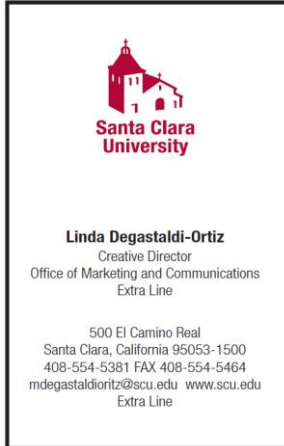 Santa Clara
University
Linda Degastaldi-Ortiz
Creative Director
Office of Marketing and Communications
Extra Line
500 El Camino Real
Santa Clara, California 95053-1500
408-554-5381 FAX 408-554-5464
mdegastaldioritz@scu.edu www.scu.edu
Extra Line